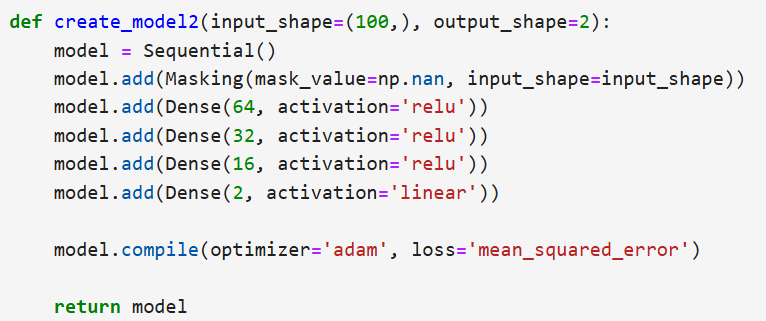 def create_model2(input_shape=(100,), output_shape=2):
    model = Sequential()
    model.add(Masking(mask_value=np.nan, input_shape=input_shape))
    model.add(Dense(64, activation='relu'))
    model.add(Dense(32, activation='relu'))
    model.add(Dense(16, activation='relu'))
    model.add(Dense(2, activation='linear'))

    model.compile(optimizer='adam', loss='mean_squared_error')

    return model